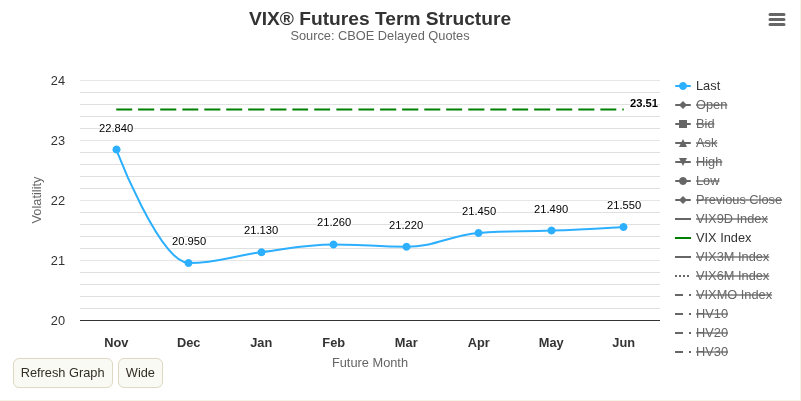 VIX® Futures Term Structure
Source: CBOE Delayed Quotes
24
23
22
21
20
Volatility
23.51
22.840
20.950
21.130
21.260
21.220
21.450
21.490
21.550
Nov Dec Jan Feb Mar Apr May Jun
Future Month
Last
Open
Bid
Ask
High
Low
Previous Close
VIX9D Index
VIX Index
VIX3M Index
VIX6M Index
VIXMO Index
HV10
HV20
HV30
Refresh Graph Wide